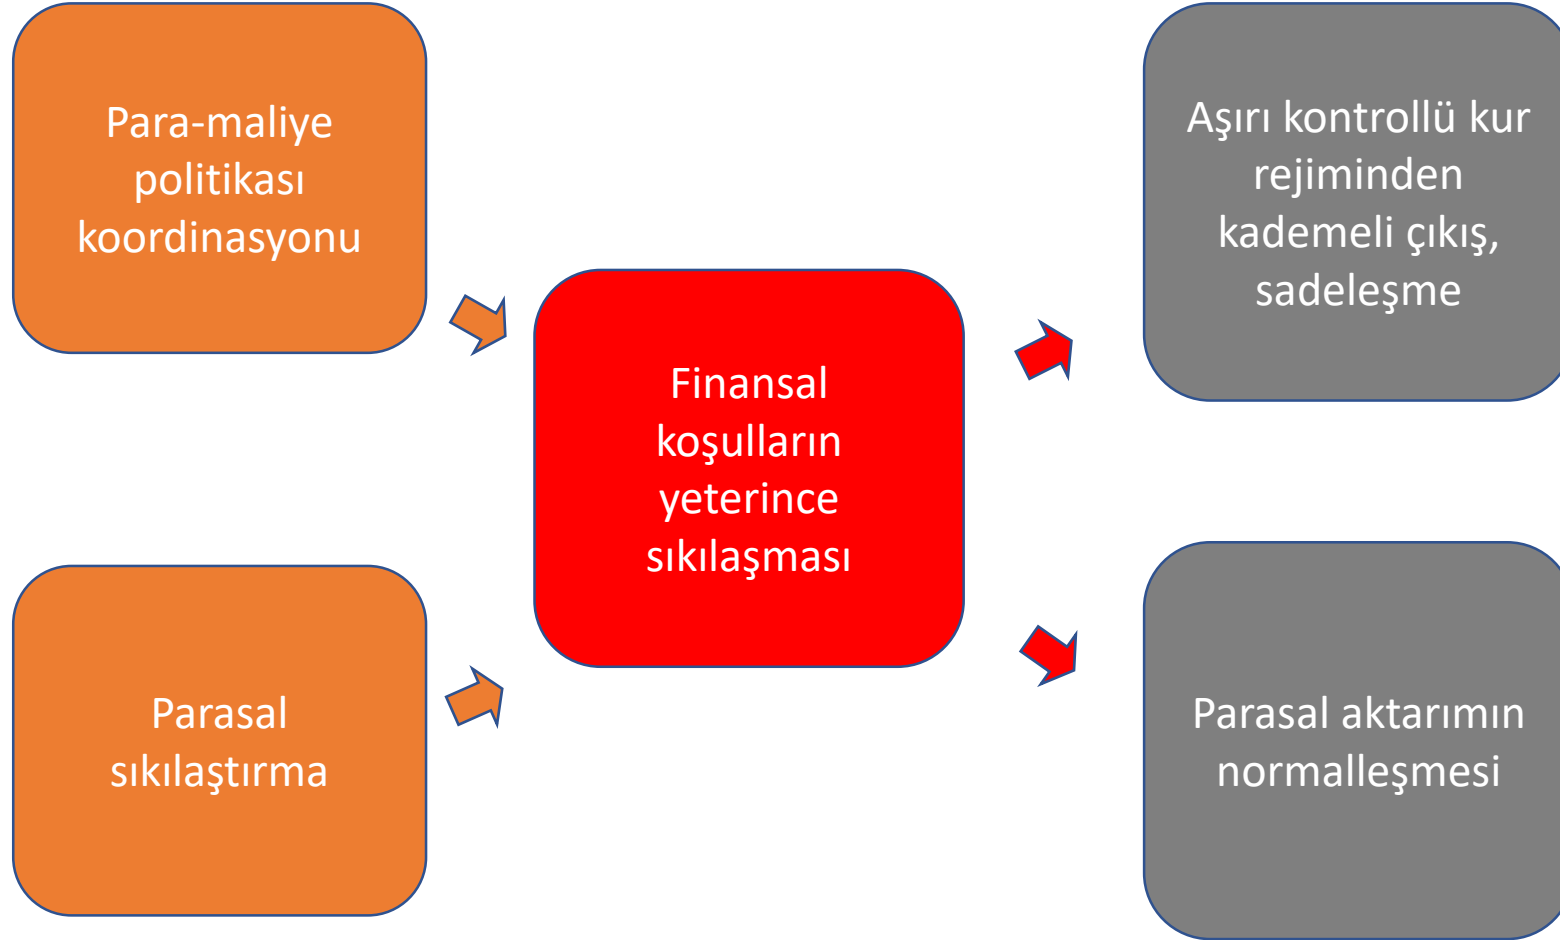 Para-maliye
politikası
koordinasyonu
Parasal
sıkılaştırma
Finansal
koşulların
yeterince
sıkılaşması
Aşırı kontrollü kur
rejiminden
kademeli çıkış,
sadeleşme
Parasal aktarımın
normalleşmesi